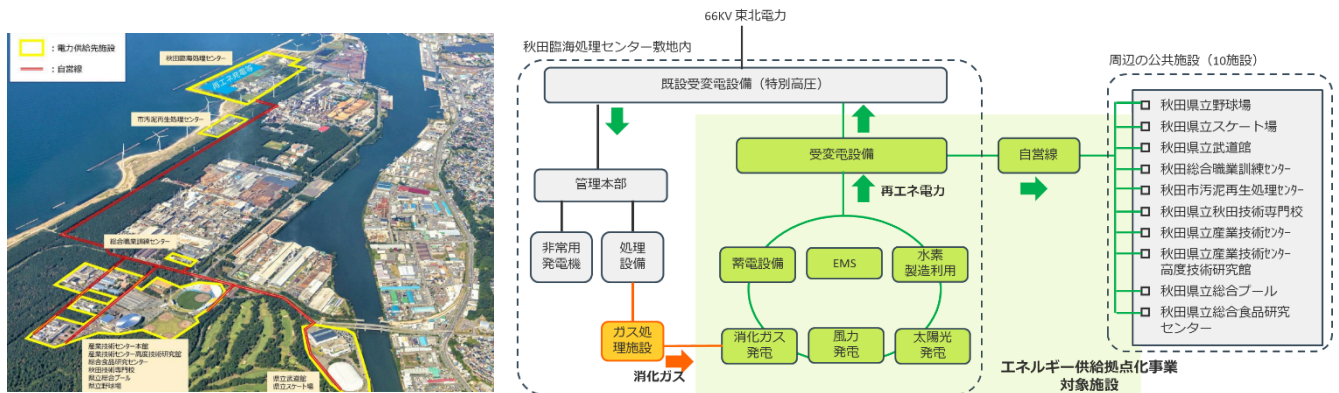 ：電力供給先施設
：自営線
秋田臨海処理センター
再エネ発電等
市汚泥再生処理センター
総合職業訓練センター
産業技術センター本館
産業技術センター高度技術研究館
総合食品研究センター
秋田技術専門校
県立総合プール
県立野球場
県立武道館
県立スケート場
66KV 東北電力
秋田臨海処理センター敷地内
既設受変電設備（特別高圧）
管理本部
非常用
発電機
処理
設備
ガス処
理施設
消化ガス
受変電設備
再エネ電力
蓄電設備
EMS
水素
製造利用
消化ガス
発電
風力
発電
太陽光
発電
自営線
エネルギー供給拠点化事業
対象施設
周辺の公共施設（10施設）
秋田県立野球場
秋田県立スケート場
秋田県立武道館
秋田総合職業訓練センター
秋田市汚泥再生処理センター
秋田県立秋田技術専門校
秋田県立産業技術センター
秋田県立産業技術センター
高度技術研究館
秋田県立総合プール
秋田県立総合食品研究
センター